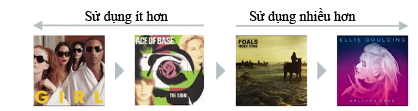 Sử dụng ít hơn
Sử dụng nhiều hơn
GIRL
ACE OF BASE
THE SIGN
FOALS
HOLY FIRE
ELLIE GOULDING
HALCYON DAYS